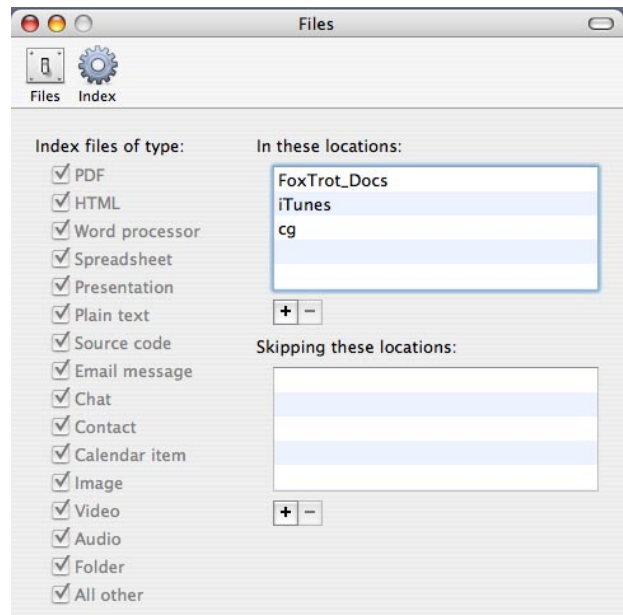 Files
Files
Index
Index files of type:
PDF
HTML
Word processor
Spreadsheet
Presentation
Plain text
Source code
Email message
Chat
Contact
Calendar item
Image
Video
Audio
Folder
All other
In these locations:
FoxTrot_Docs
iTunes
cg
+ −
Skipping these locations:
+ −